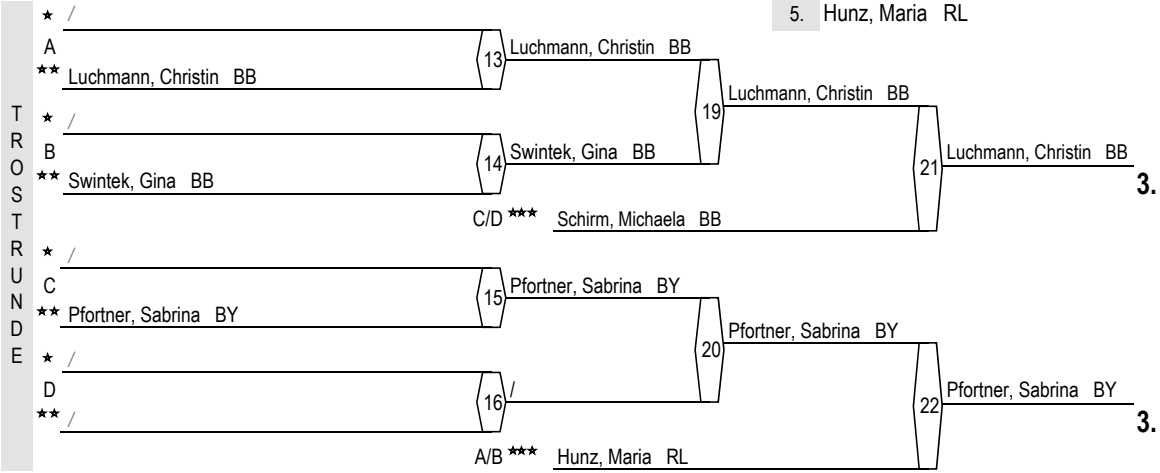 TROSTRUNDE
5. Hunz, Maria RL
★ /
A
13
Luchmann, Christin BB
★★ Luchmann, Christin BB
19
Luchmann, Christin BB
★ /
B
14
Swintek, Gina BB
★★ Swintek, Gina BB
21
Luchmann, Christin BB
3.
C/D ★★★ Schirm, Michaela BB
★ /
C
15
Pfortner, Sabrina BY
★★ Pfortner, Sabrina BY
20
Pfortner, Sabrina BY
★ /
D
16
/
★★ /
22
Pfortner, Sabrina BY
3.
A/B ★★★ Hunz, Maria RL